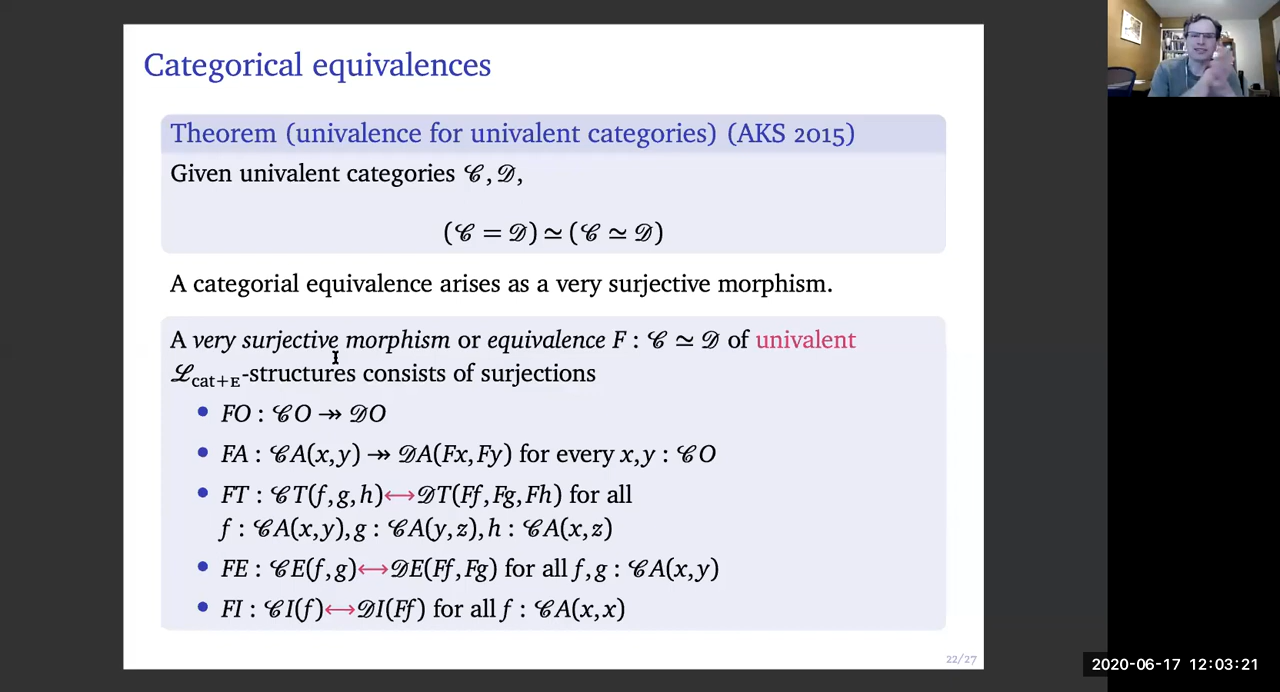 Categorical equivalences
Theorem (univalence for univalent categories) (AKS 2015)
Given univalent categories 𝒞, 𝒟,
(𝒞 = 𝒟) ≃ (𝒞 ≃ 𝒟)
A categorial equivalence arises as a very surjective morphism.
A very surjective morphism or equivalence F : 𝒞 ≃ 𝒟 of univalent
ℒcat+E-structures consists of surjections
• FO : 𝒞O ↠ 𝒟O
• FA : 𝒞A(x,y) ↠ 𝒟A(Fx,Fy) for every x,y : 𝒞O
• FT : 𝒞T(f,g,h)↔𝒟T(Ff,Fg,Fh) for all
f : 𝒞A(x,y),g : 𝒞A(y,z),h : 𝒞A(x,z)
• FE : 𝒞E(f,g)↔𝒟E(Ff,Fg) for all f,g : 𝒞A(x,y)
• FI : 𝒞I(f)↔𝒟I(Ff) for all f : 𝒞A(x,x)
22/27
2020-06-17 12:03:21